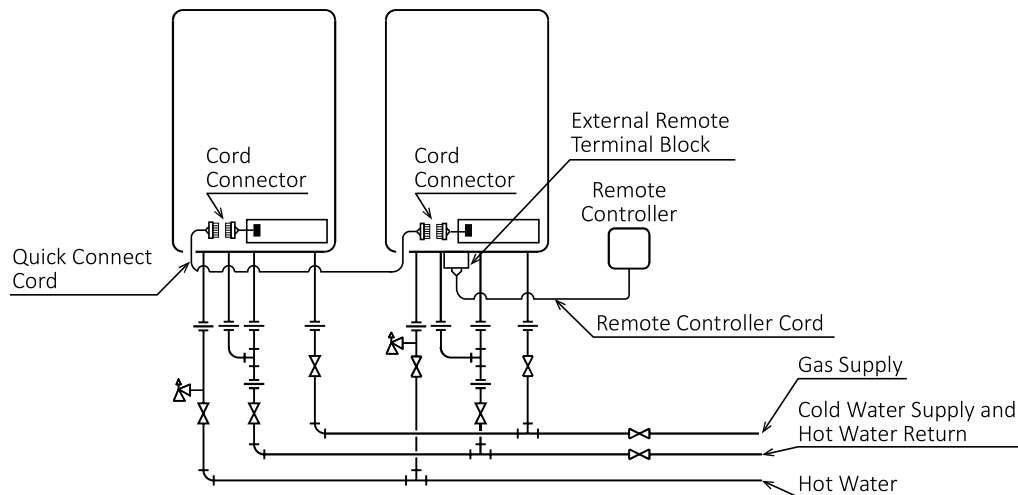 External Remote
Terminal Block
Cord
Connector
Cord
Connector
Remote
Controller
Quick Connect
Cord
Remote Controller Cord
Gas Supply
Cold Water Supply and
Hot Water Return
Hot Water